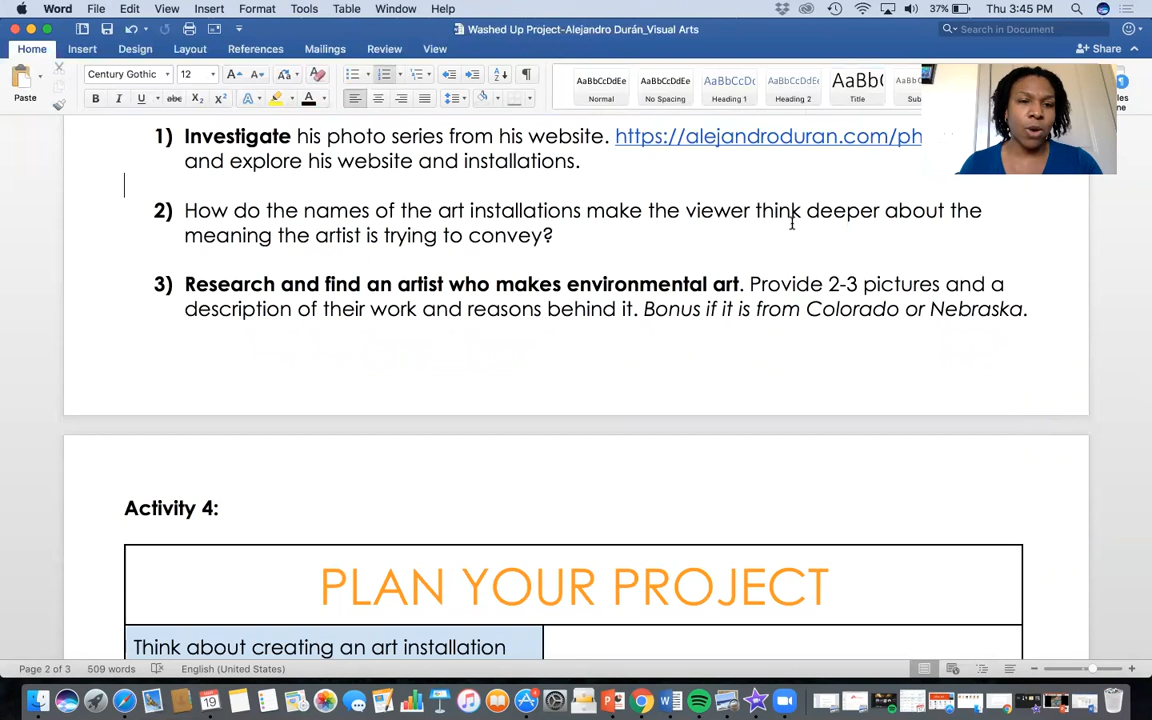 Word File Edit View Insert Format Tools Table Window Help 37% Thu 3:45 PM
Washed Up Project-Alejandro Durán_Visual Arts
Search in Document
Home Insert Design Layout References Mailings Review View Share
Paste Century Gothic 12
AaBbCcDdEe AaBbCcDdEe AaBbCcDc AaBbCcDdEe AaBb( AaBbCcDdEe
Normal No Spacing Heading 1 Heading 2 Title
B I U abc X₂ X² A A
1) Investigate his photo series from his website. https://alejandroduran.com/ph
and explore his website and installations.
2) How do the names of the art installations make the viewer think deeper about the
meaning the artist is trying to convey?
3) Research and find an artist who makes environmental art. Provide 2-3 pictures and a
description of their work and reasons behind it. Bonus if it is from Colorado or Nebraska.
Activity 4:
PLAN YOUR PROJECT
Think about creating an art installation
Page 2 of 3 509 words English (United States)